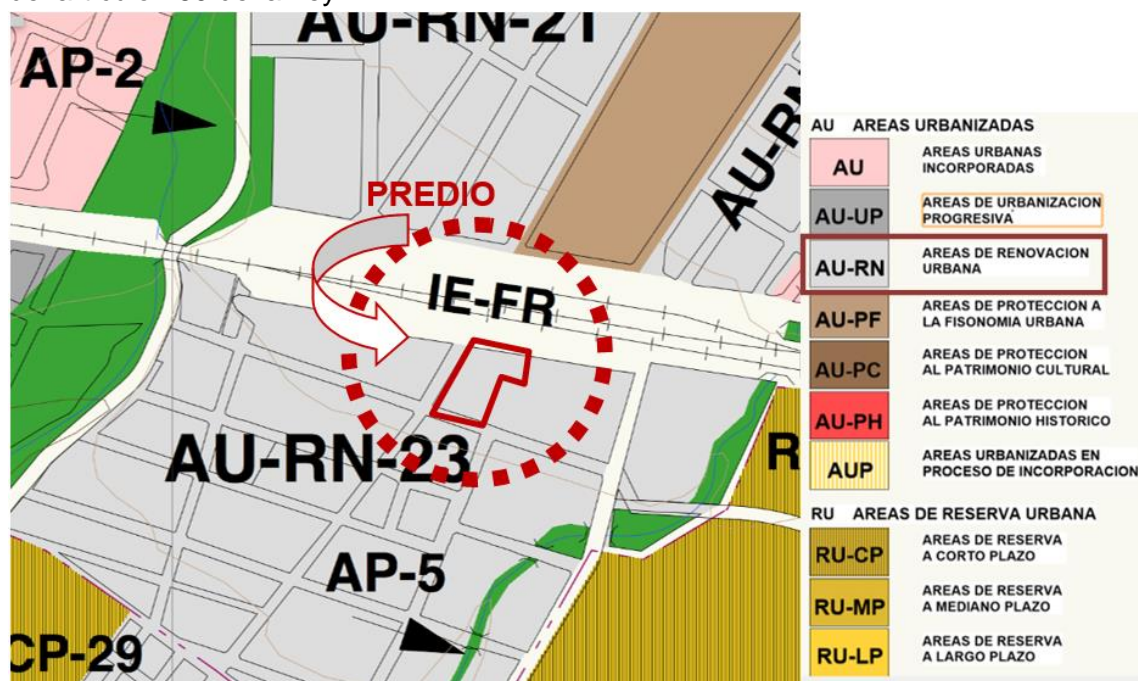 AU-RN-21
AP-2
AU-RN
PREDIO
IE-FR
AU-RN-23
R
AP-5
CP-29
AU AREAS URBANIZADAS
AU AREAS URBANAS
INCORPORADAS
AU-UP AREAS DE URBANIZACION
PROGRESIVA
AU-RN AREAS DE RENOVACION
URBANA
AU-PF AREAS DE PROTECCION A
LA FISONOMIA URBANA
AU-PC AREAS DE PROTECCION
AL PATRIMONIO CULTURAL
AU-PH AREAS DE PROTECCION
AL PATRIMONIO HISTORICO
AUP AREAS URBANIZADAS EN
PROCESO DE INCORPORACION
RU AREAS DE RESERVA URBANA
RU-CP AREAS DE RESERVA
A CORTO PLAZO
RU-MP AREAS DE RESERVA
A MEDIANO PLAZO
RU-LP AREAS DE RESERVA
A LARGO PLAZO